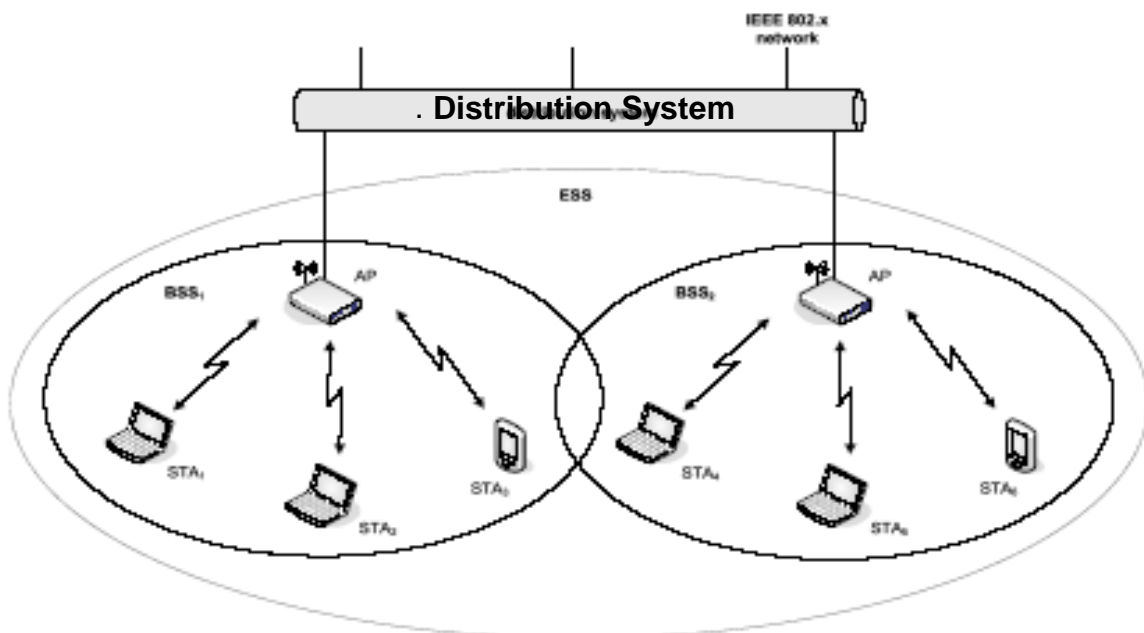 IEEE 802.x
network
. Distribution System
ESS
AP
AP
BSS₁
BSS₂
STA₁
STA₂
STA₃
STA₄
STA₅
STA₆